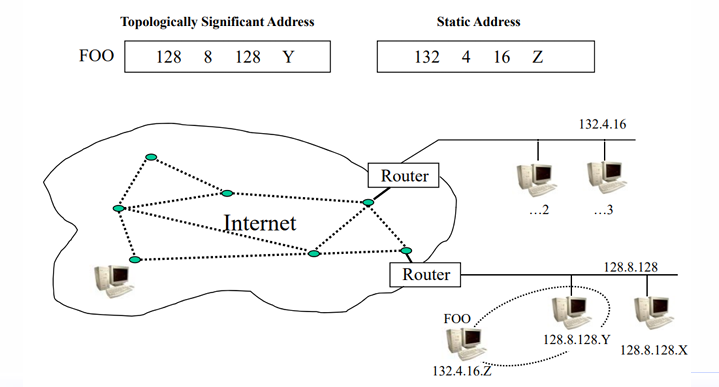 Topologically Significant Address
Static Address
FOO
128 8 128 Y
132 4 16 Z
132.4.16
Router
…2
…3
Internet
Router
128.8.128
FOO
128.8.128.Y
128.8.128.X
132.4.16.Z